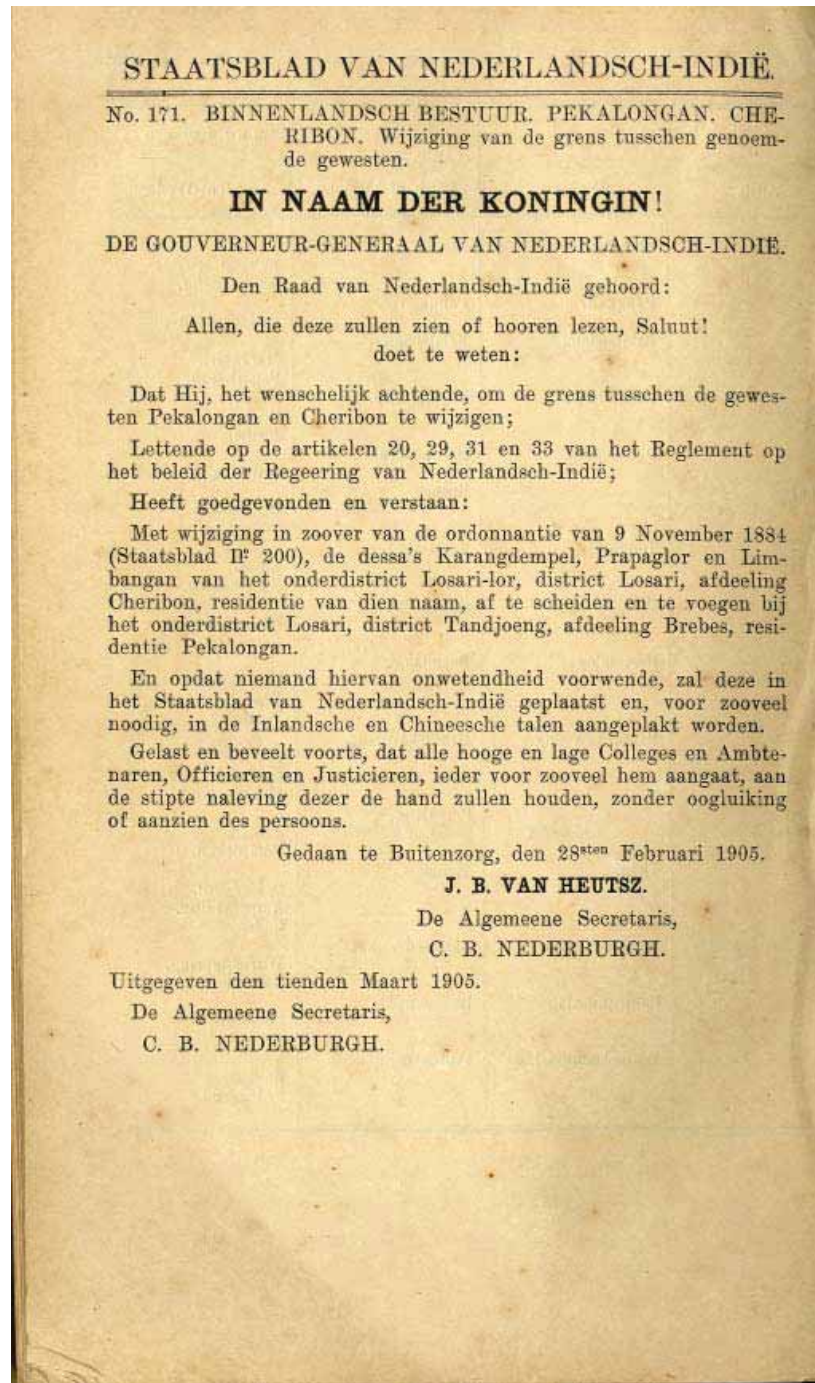 STAATSBLAD VAN NEDERLANDSCH-INDIË.
No. 171. BINNENLANDSCH BESTUUR. PEKALONGAN. CHE-
RIBON. Wijziging van de grens tusschen genoem-
de gewesten.
IN NAAM DER KONINGIN!
DE GOUVERNEUR-GENERAAL VAN NEDERLANDSCH-INDIË.
Den Raad van Nederlandsch-Indië gehoord:
Allen, die deze zullen zien of hooren lezen, Saluut!
doet te weten:
Dat Hij, het wenschelijk achtende, om de grens tusschen de gewes-
ten Pekalongan en Cheribon te wijzigen;
Lettende op de artikelen 20, 29, 31 en 33 van het Reglement op
het beleid der Regeering van Nederlandsch-Indië;
Heeft goedgevonden en verstaan:
Met wijziging in zoover van de ordonnantie van 9 November 1884
(Staatsblad nº 200), de dessa's Karangdempel, Prapaglor en Lim-
bangan van het onderdistrict Losari-lor, district Losari, afdeeling
Cheribon, residentie van dien naam, af te scheiden en te voegen bij
het onderdistrict Losari, district Tandjoeng, afdeeling Brebes, resi-
dentie Pekalongan.
En opdat niemand hiervan onwetendheid voorwende, zal deze in
het Staatsblad van Nederlandsch-Indië geplaatst en, voor zooveel
noodig, in de Inlandsche en Chineesche talen aangeplakt worden.
Gelast en beveelt voorts, dat alle hooge en lage Colleges en Ambte-
naren, Officieren en Justicieren, ieder voor zooveel hem aangaat, aan
de stipte naleving dezer de hand zullen houden, zonder oogluiking
of aanzien des persoons.
Gedaan te Buitenzorg, den 28sten Februari 1905.
J. B. VAN HEUTSZ.
De Algemeene Secretaris,
C. B. NEDERBURGH.
Uitgegeven den tienden Maart 1905.
De Algemeene Secretaris,
C. B. NEDERBURGH.